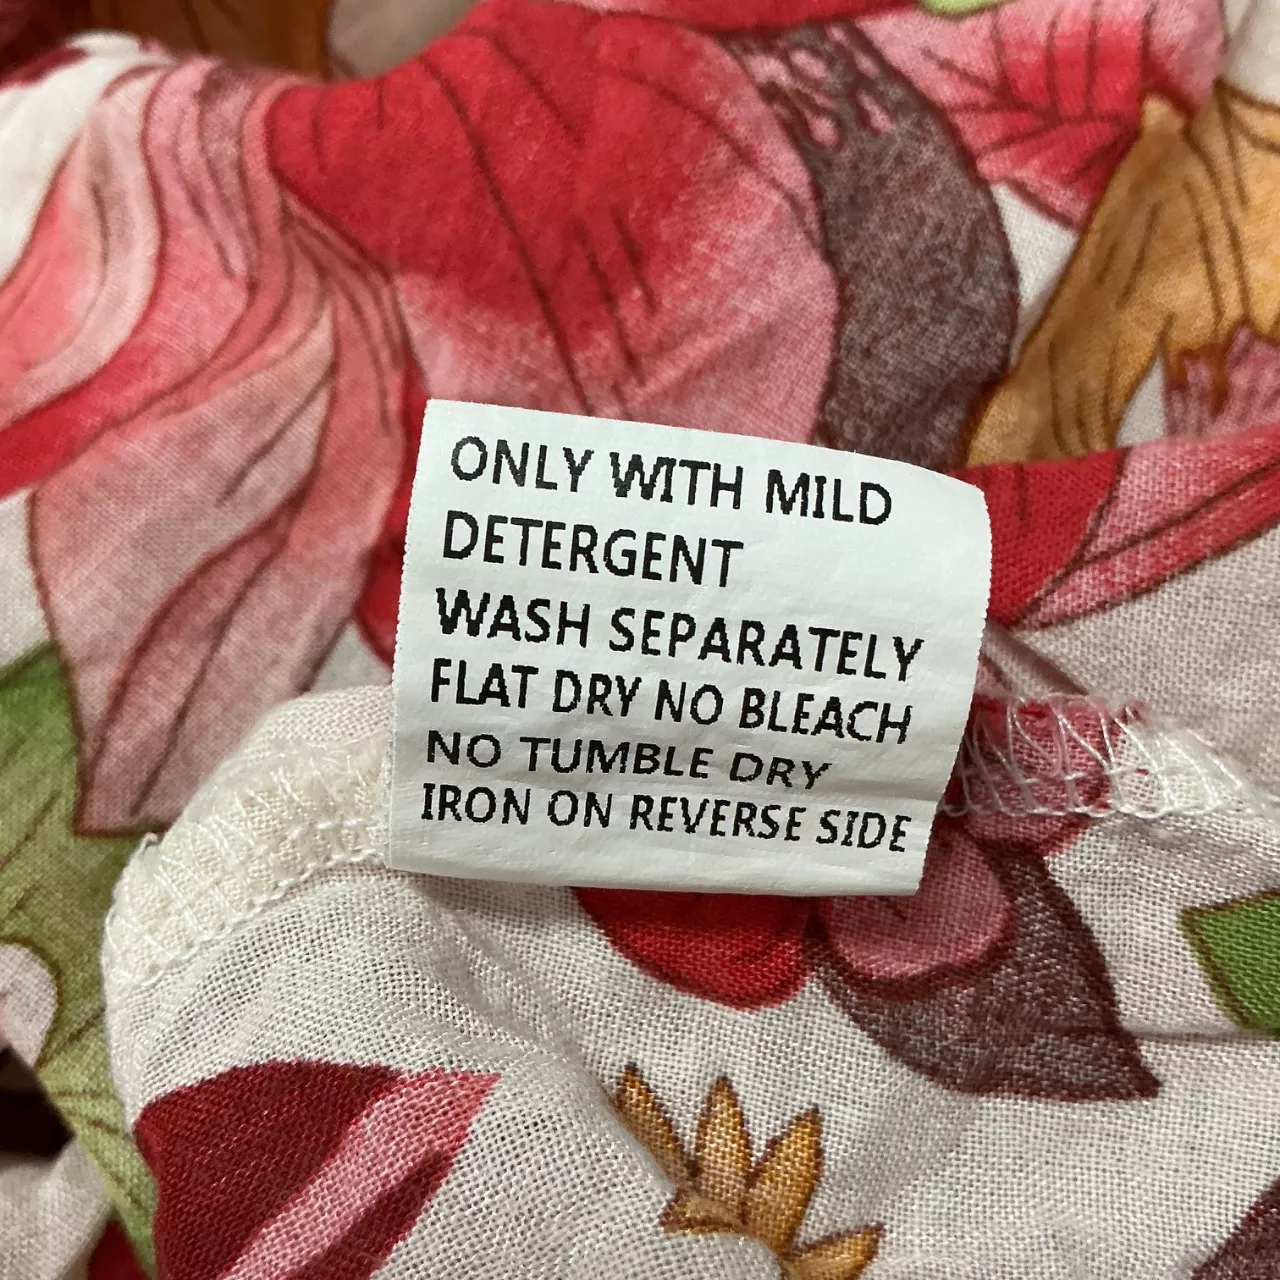 ONLY WITH MILD
DETERGENT
WASH SEPARATELY
FLAT DRY NO BLEACH
NO TUMBLE DRY
IRON ON REVERSE SIDE